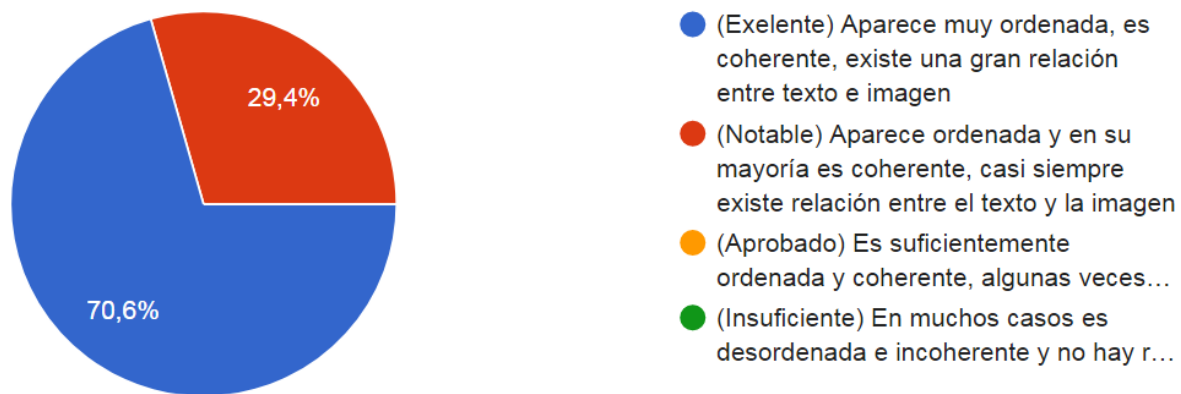 29,4%
70,6%
(Exelente) Aparece muy ordenada, es
coherente, existe una gran relación
entre texto e imagen
(Notable) Aparece ordenada y en su
mayoría es coherente, casi siempre
existe relación entre el texto y la imagen
(Aprobado) Es suficientemente
ordenada y coherente, algunas veces…
(Insuficiente) En muchos casos es
desordenada e incoherente y no hay r…